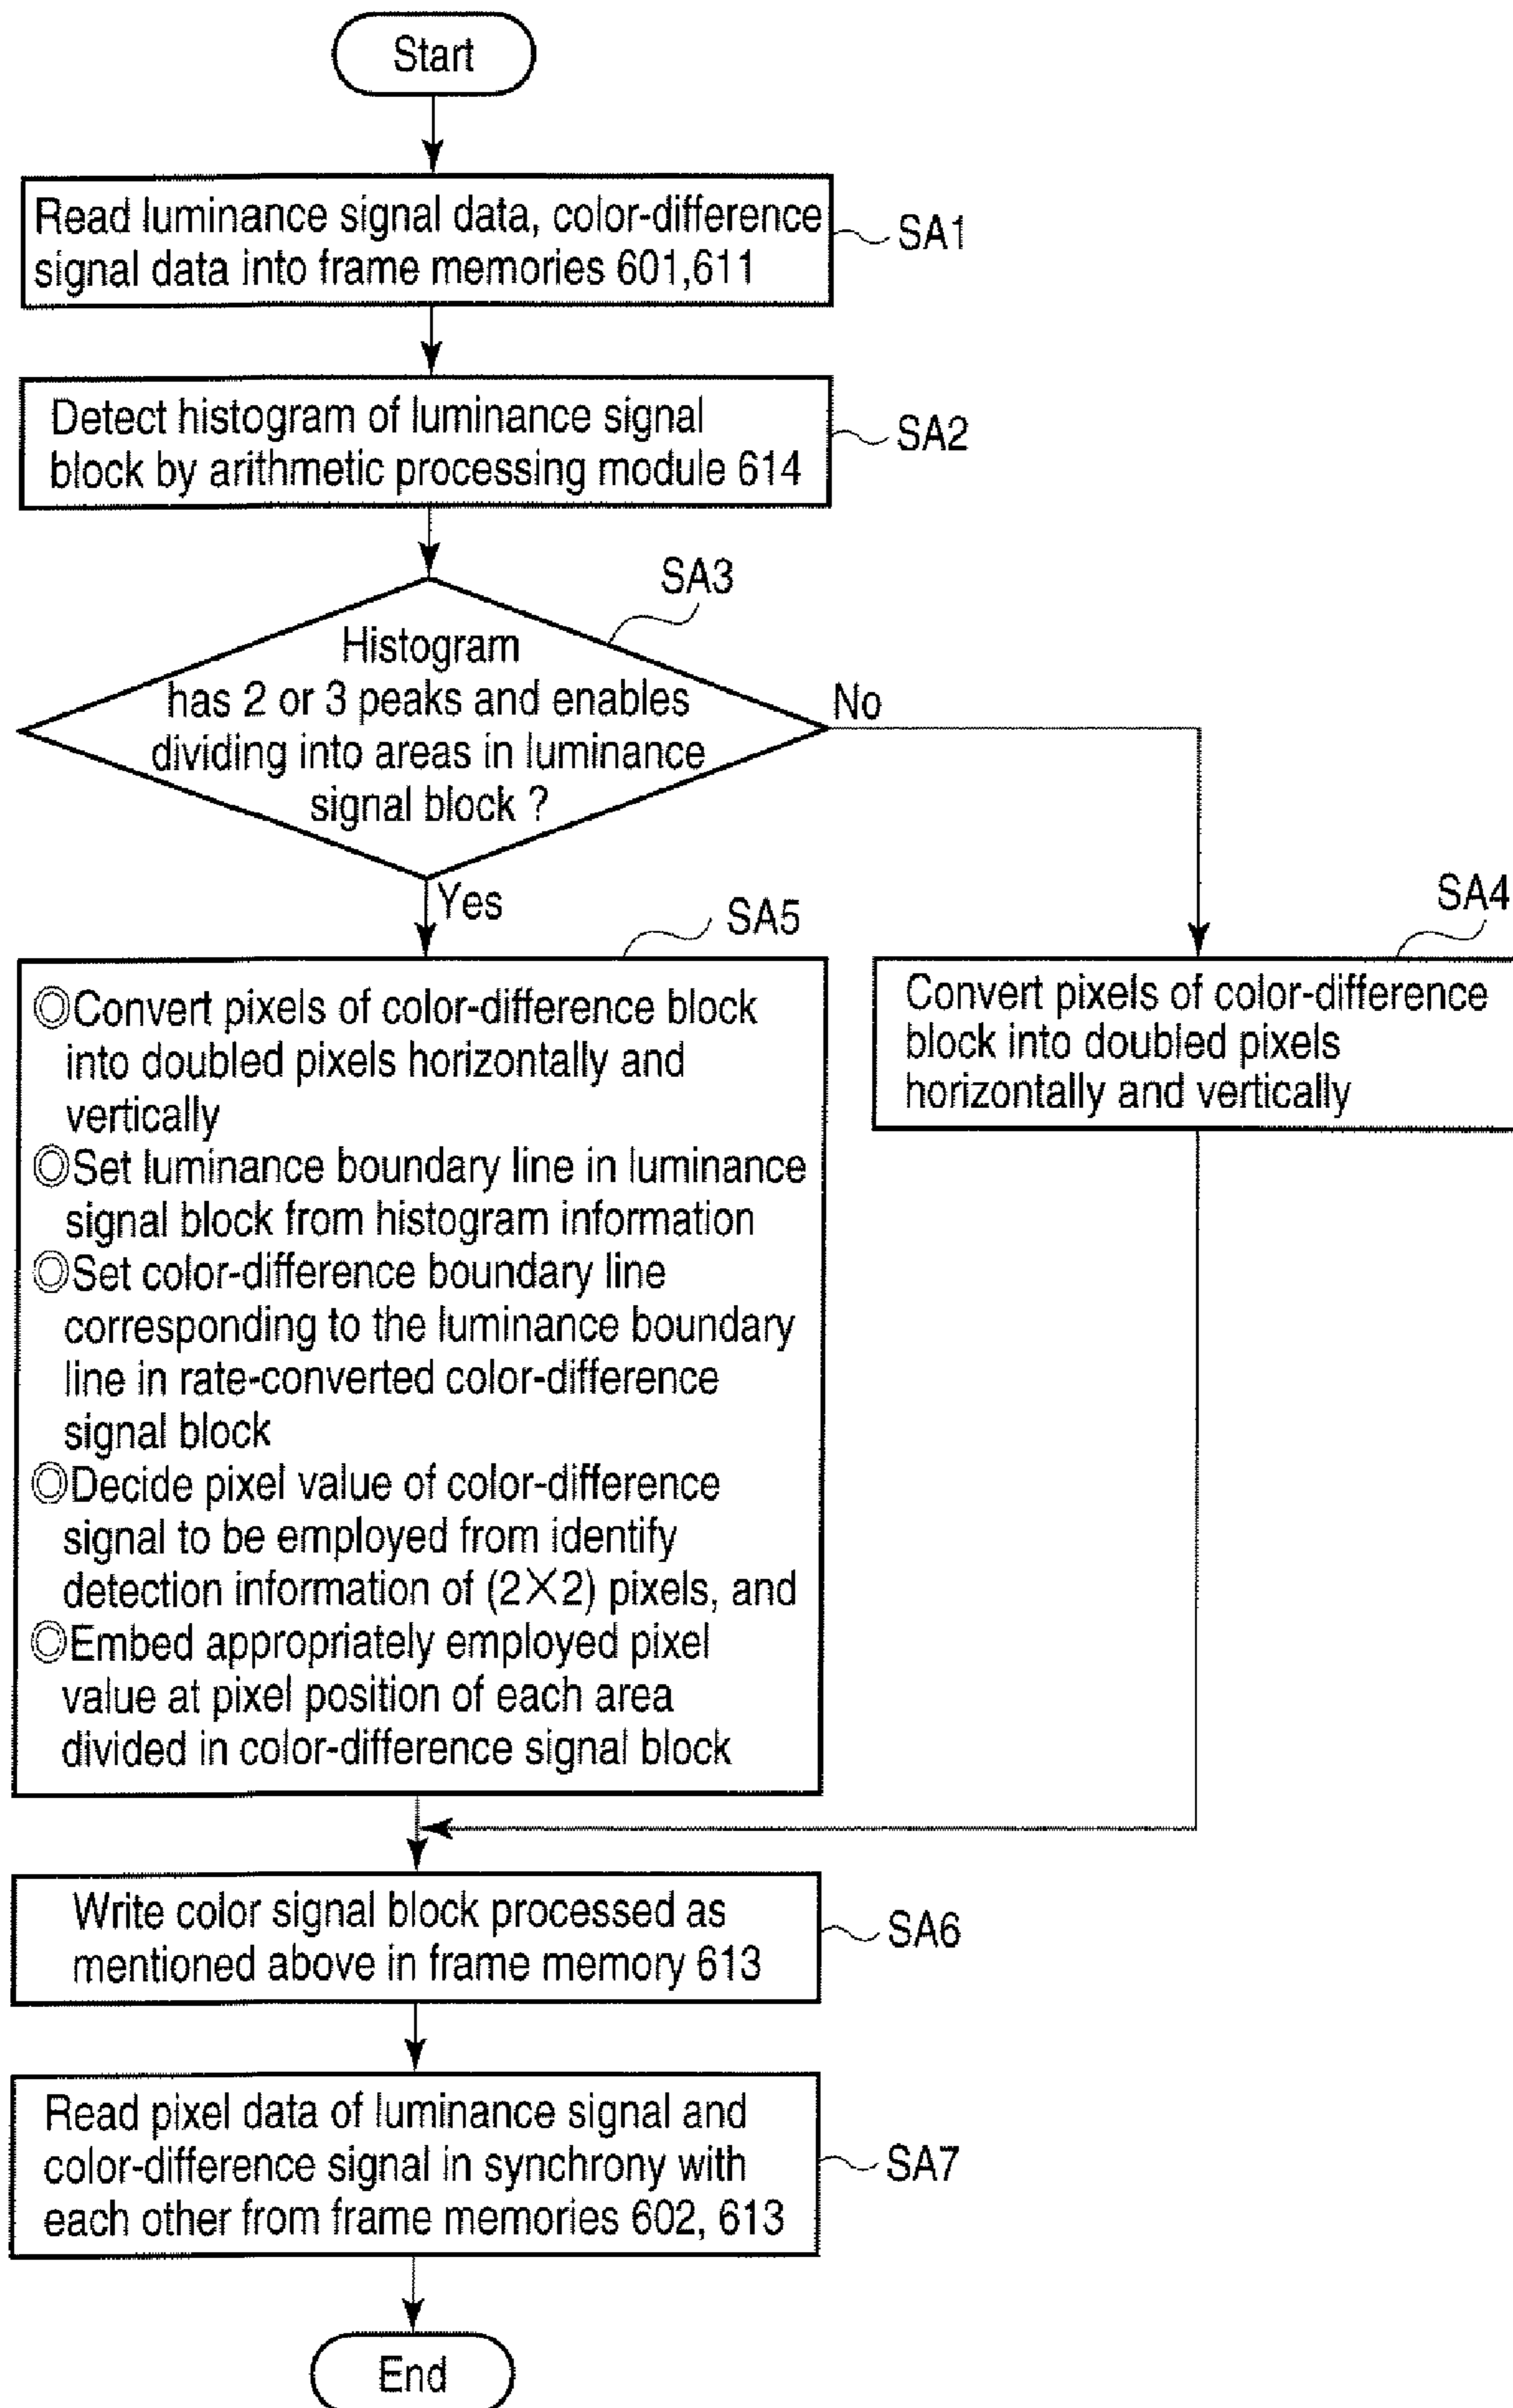 Start
Read luminance signal data, color-difference
signal data into frame memories 601,611
SA1
Detect histogram of luminance signal
block by arithmetic processing module 614
SA2
SA3
Histogram
has 2 or 3 peaks and enables
dividing into areas in luminance
signal block ?
No
Yes
SA5
◎Convert pixels of color-difference block
into doubled pixels horizontally and
vertically
◎Set luminance boundary line in luminance
signal block from histogram information
◎Set color-difference boundary line
corresponding to the luminance boundary
line in rate-converted color-difference
signal block
◎Decide pixel value of color-difference
signal to be employed from identify
detection information of (2×2) pixels, and
◎Embed appropriately employed pixel
value at pixel position of each area
divided in color-difference signal block
SA4
Convert pixels of color-difference
block into doubled pixels
horizontally and vertically
Write color signal block processed as
mentioned above in frame memory 613
SA6
Read pixel data of luminance signal and
color-difference signal in synchrony with
each other from frame memories 602, 613
SA7
End